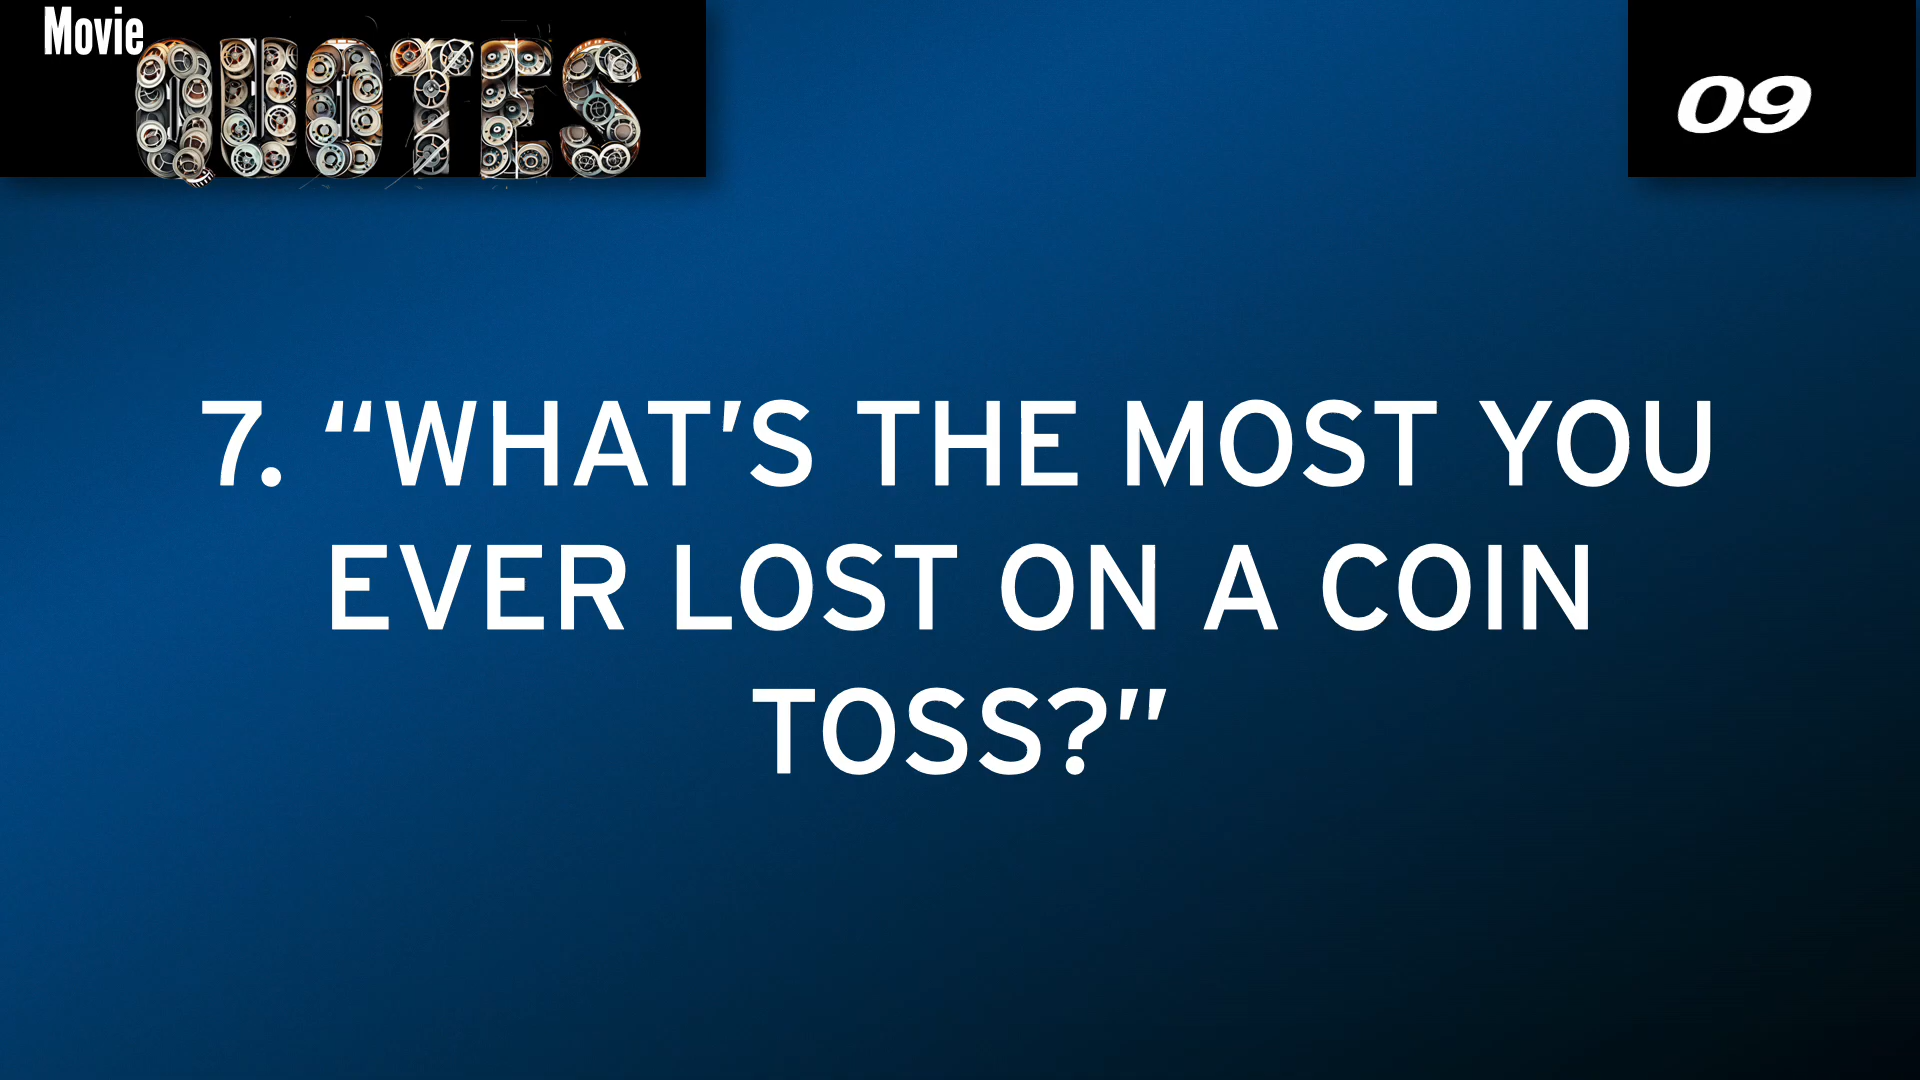 Movie
QUOTES
09
7. “WHAT’S THE MOST YOU
EVER LOST ON A COIN
TOSS?”